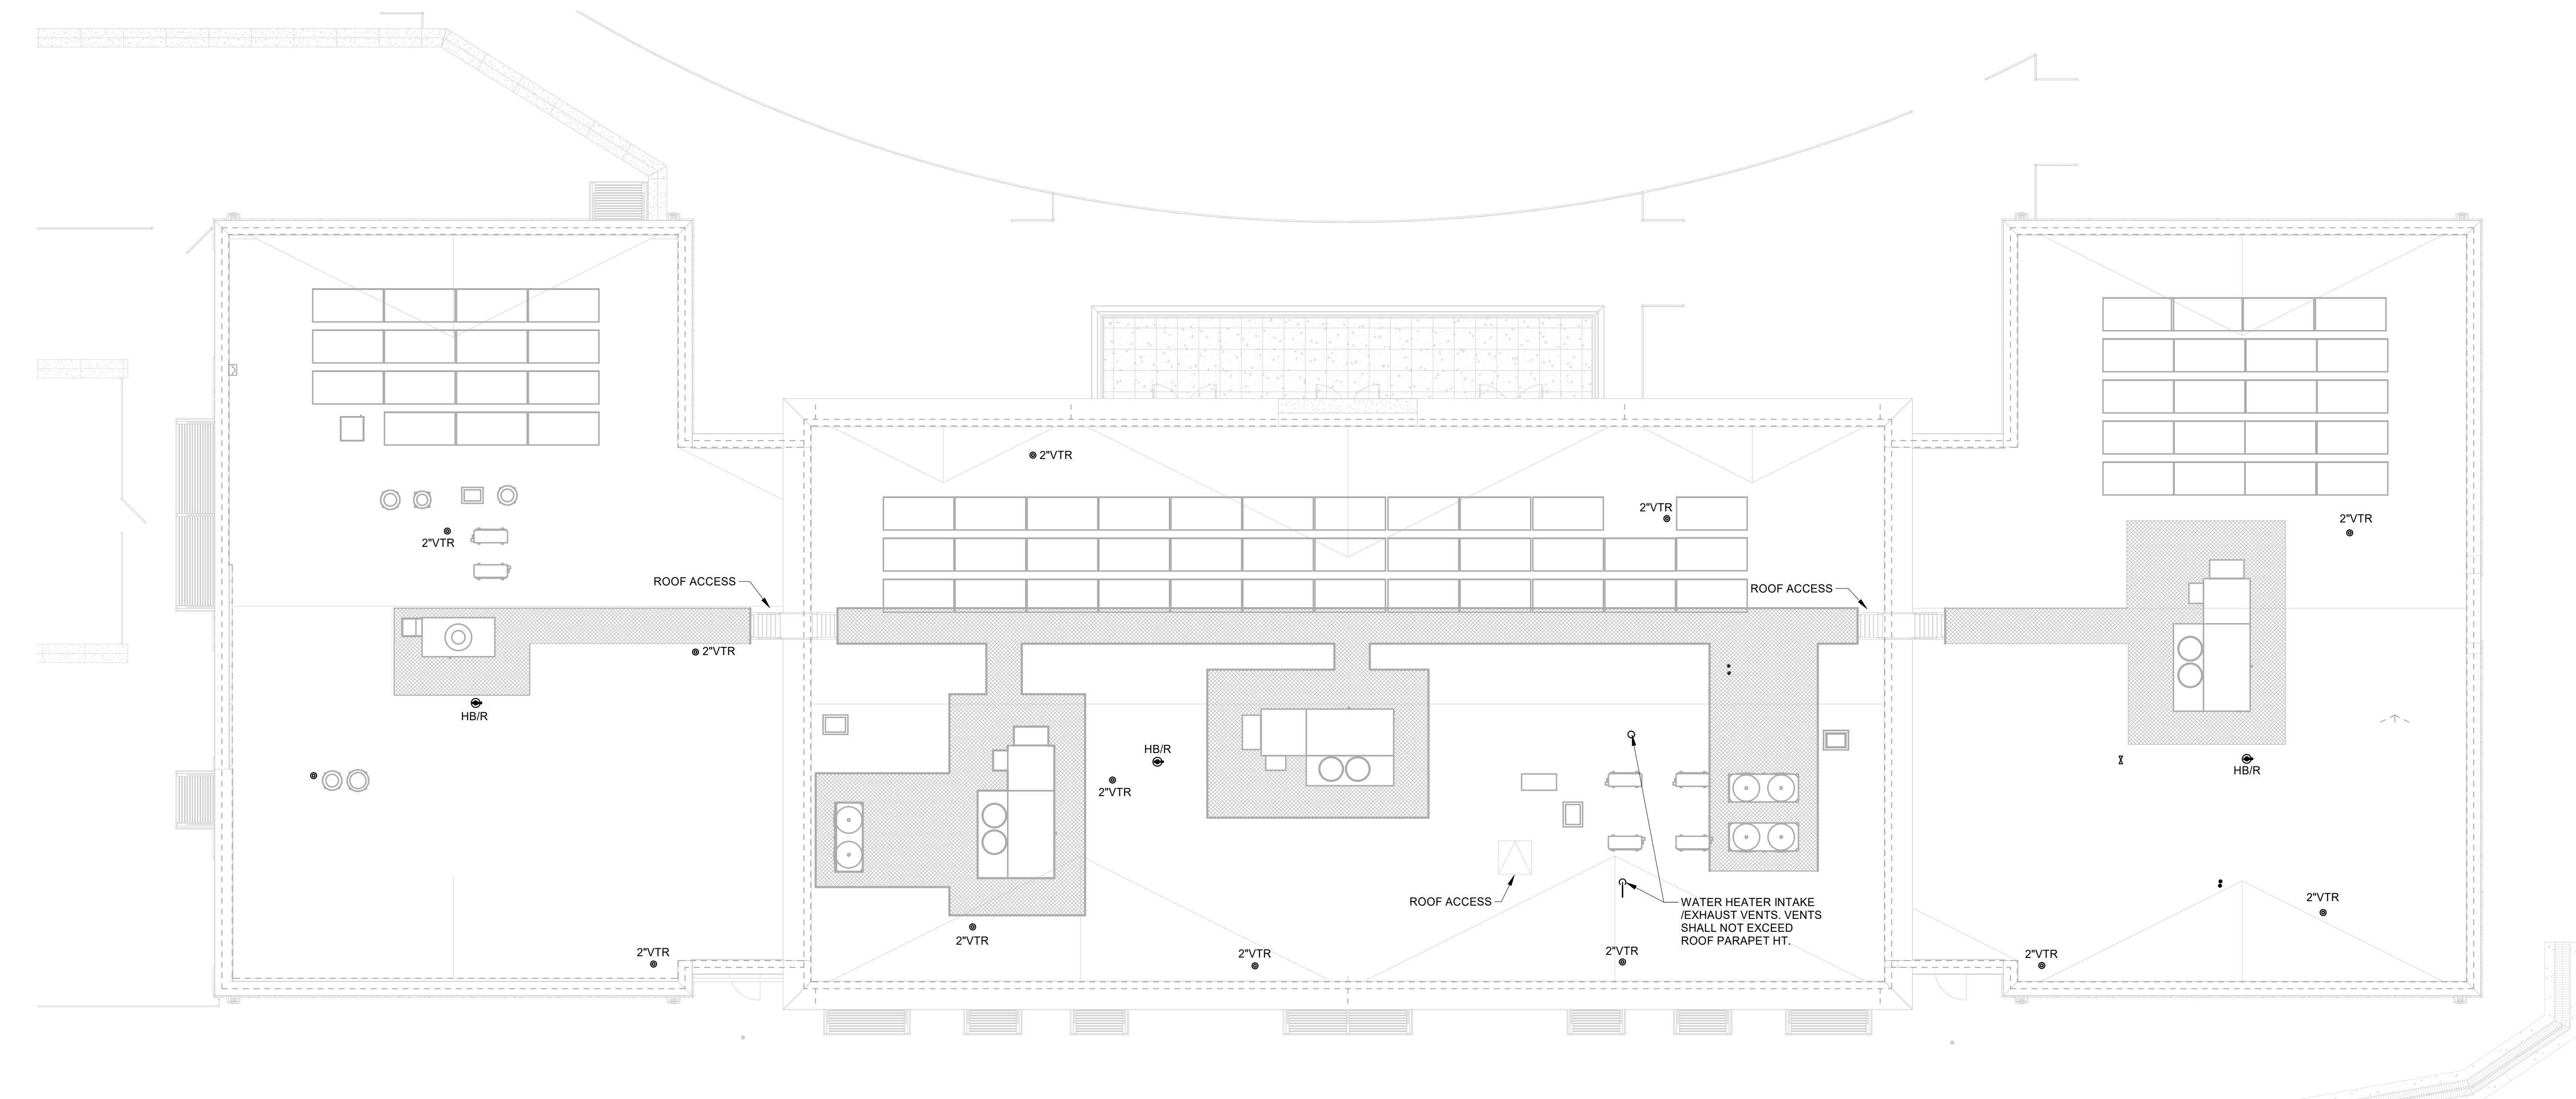 2"VTR
2"VTR
2"VTR
2"VTR
ROOF ACCESS
ROOF ACCESS
2"VTR
HB/R
HB/R
HB/R
2"VTR
2"VTR
ROOF ACCESS
WATER HEATER INTAKE
/EXHAUST VENTS. VENTS
SHALL NOT EXCEED
ROOF PARAPET HT.
2"VTR
2"VTR
2"VTR
2"VTR
2"VTR